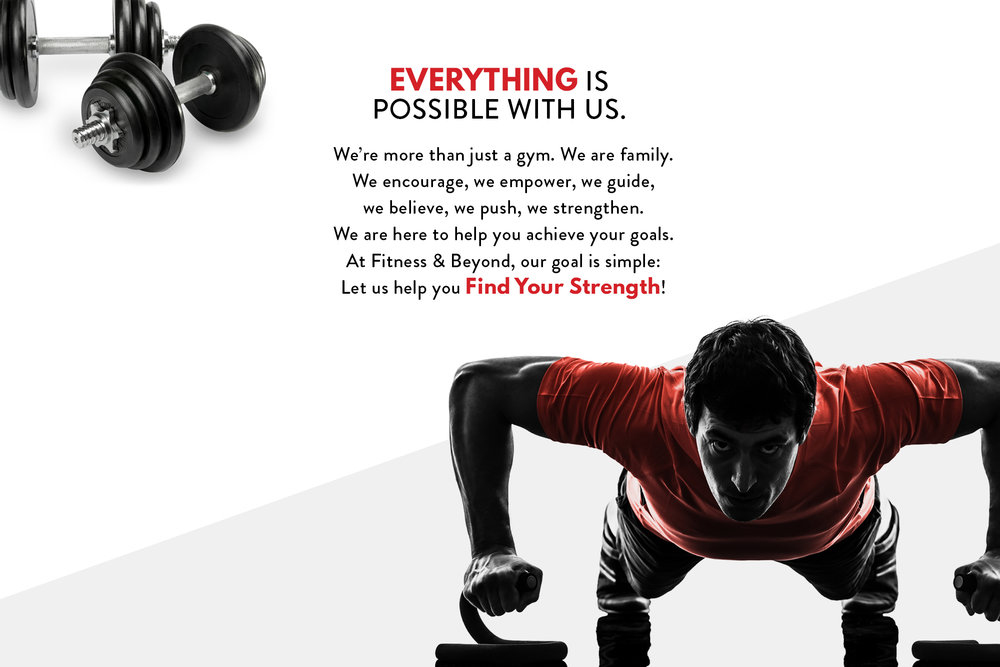 EVERYTHING IS
POSSIBLE WITH US.
We’re more than just a gym. We are family.
We encourage, we empower, we guide,
we believe, we push, we strengthen.
We are here to help you achieve your goals.
At Fitness & Beyond, our goal is simple:
Let us help you Find Your Strength!